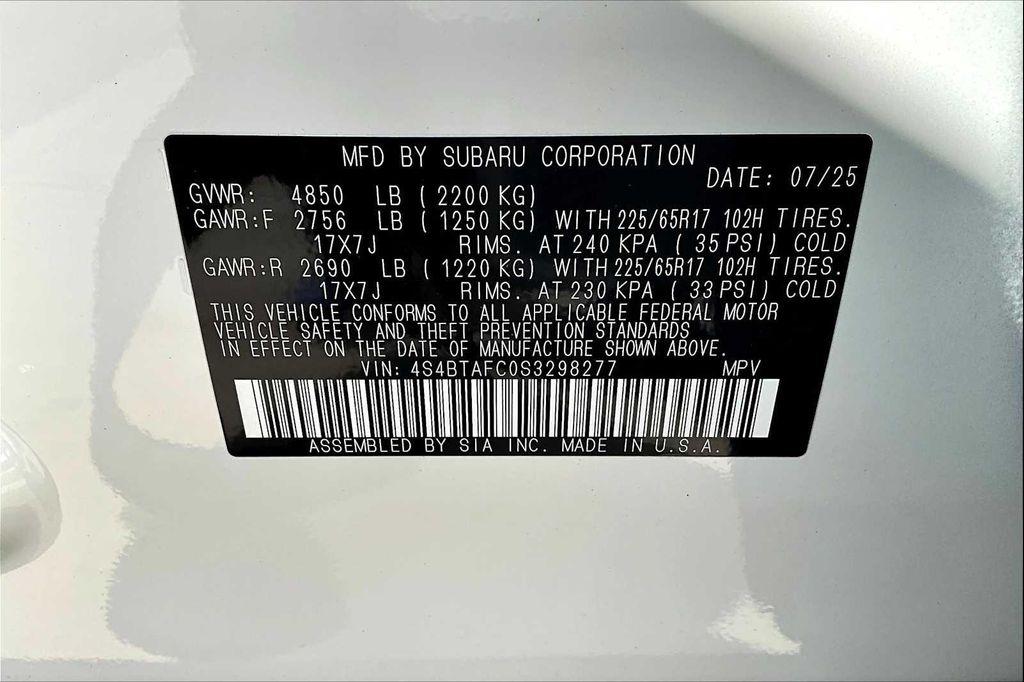 MFD BY SUBARU CORPORATION
DATE: 07/25
GVWR: 4850 LB ( 2200 KG)
GAWR:F 2756 LB ( 1250 KG) WITH 225/65R17 102H TIRES.
17X7J RIMS. AT 240 KPA ( 35 PSI) COLD
GAWR:R 2690 LB ( 1220 KG) WITH 225/65R17 102H TIRES.
17X7J RIMS. AT 230 KPA ( 33 PSI) COLD
THIS VEHICLE CONFORMS TO ALL APPLICABLE FEDERAL MOTOR
VEHICLE SAFETY AND THEFT PREVENTION STANDARDS
IN EFFECT ON THE DATE OF MANUFACTURE SHOWN ABOVE.
VIN: 4S4BTAFC0S3298277 MPV
ASSEMBLED BY SIA INC. MADE IN U.S.A.